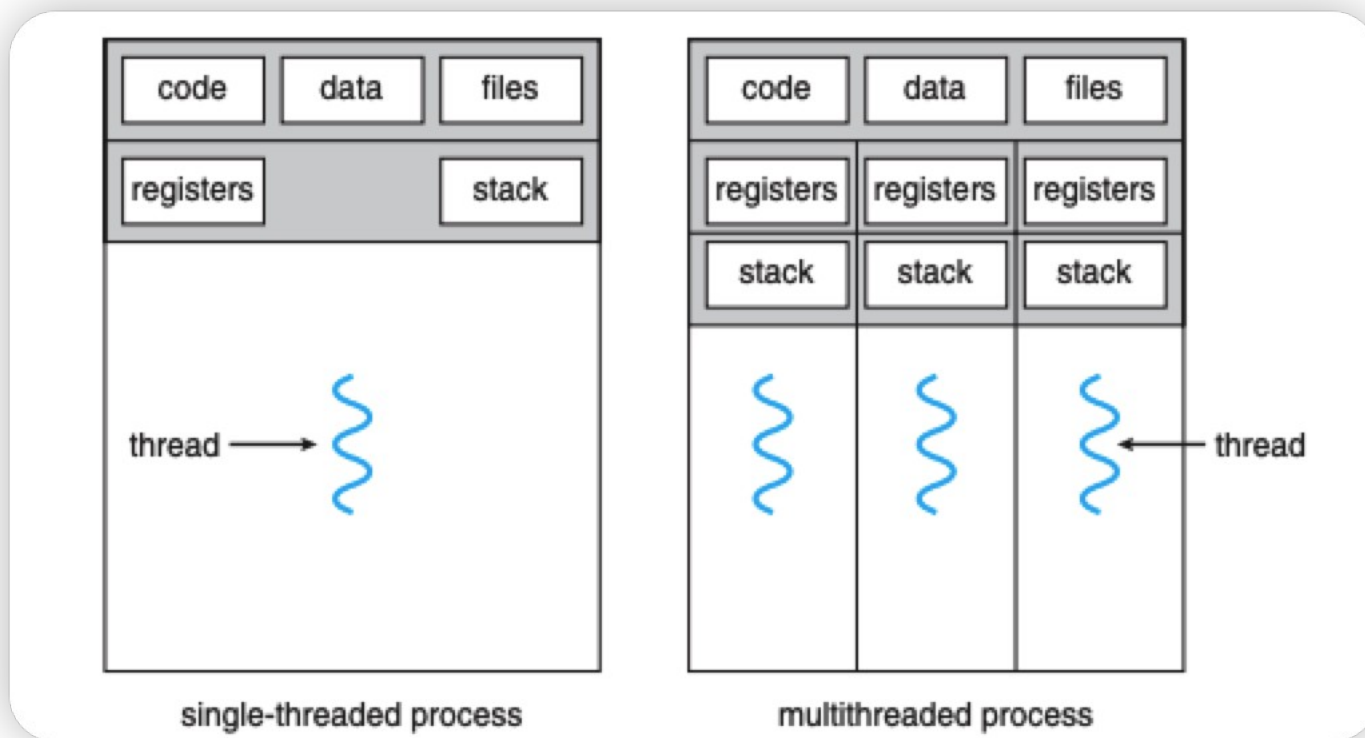 code data files
registers stack
thread
single-threaded process
code data files
registers registers registers
stack stack stack
thread
multithreaded process